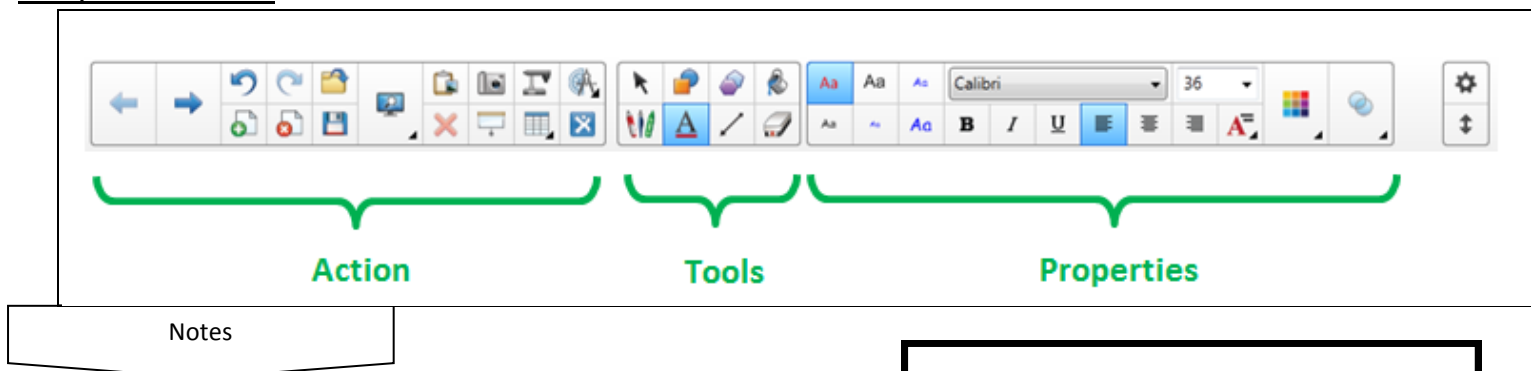 Aa Aa Aa Calibri 36
Aa Aa Aa B I U A
A
Action Tools Properties
Notes